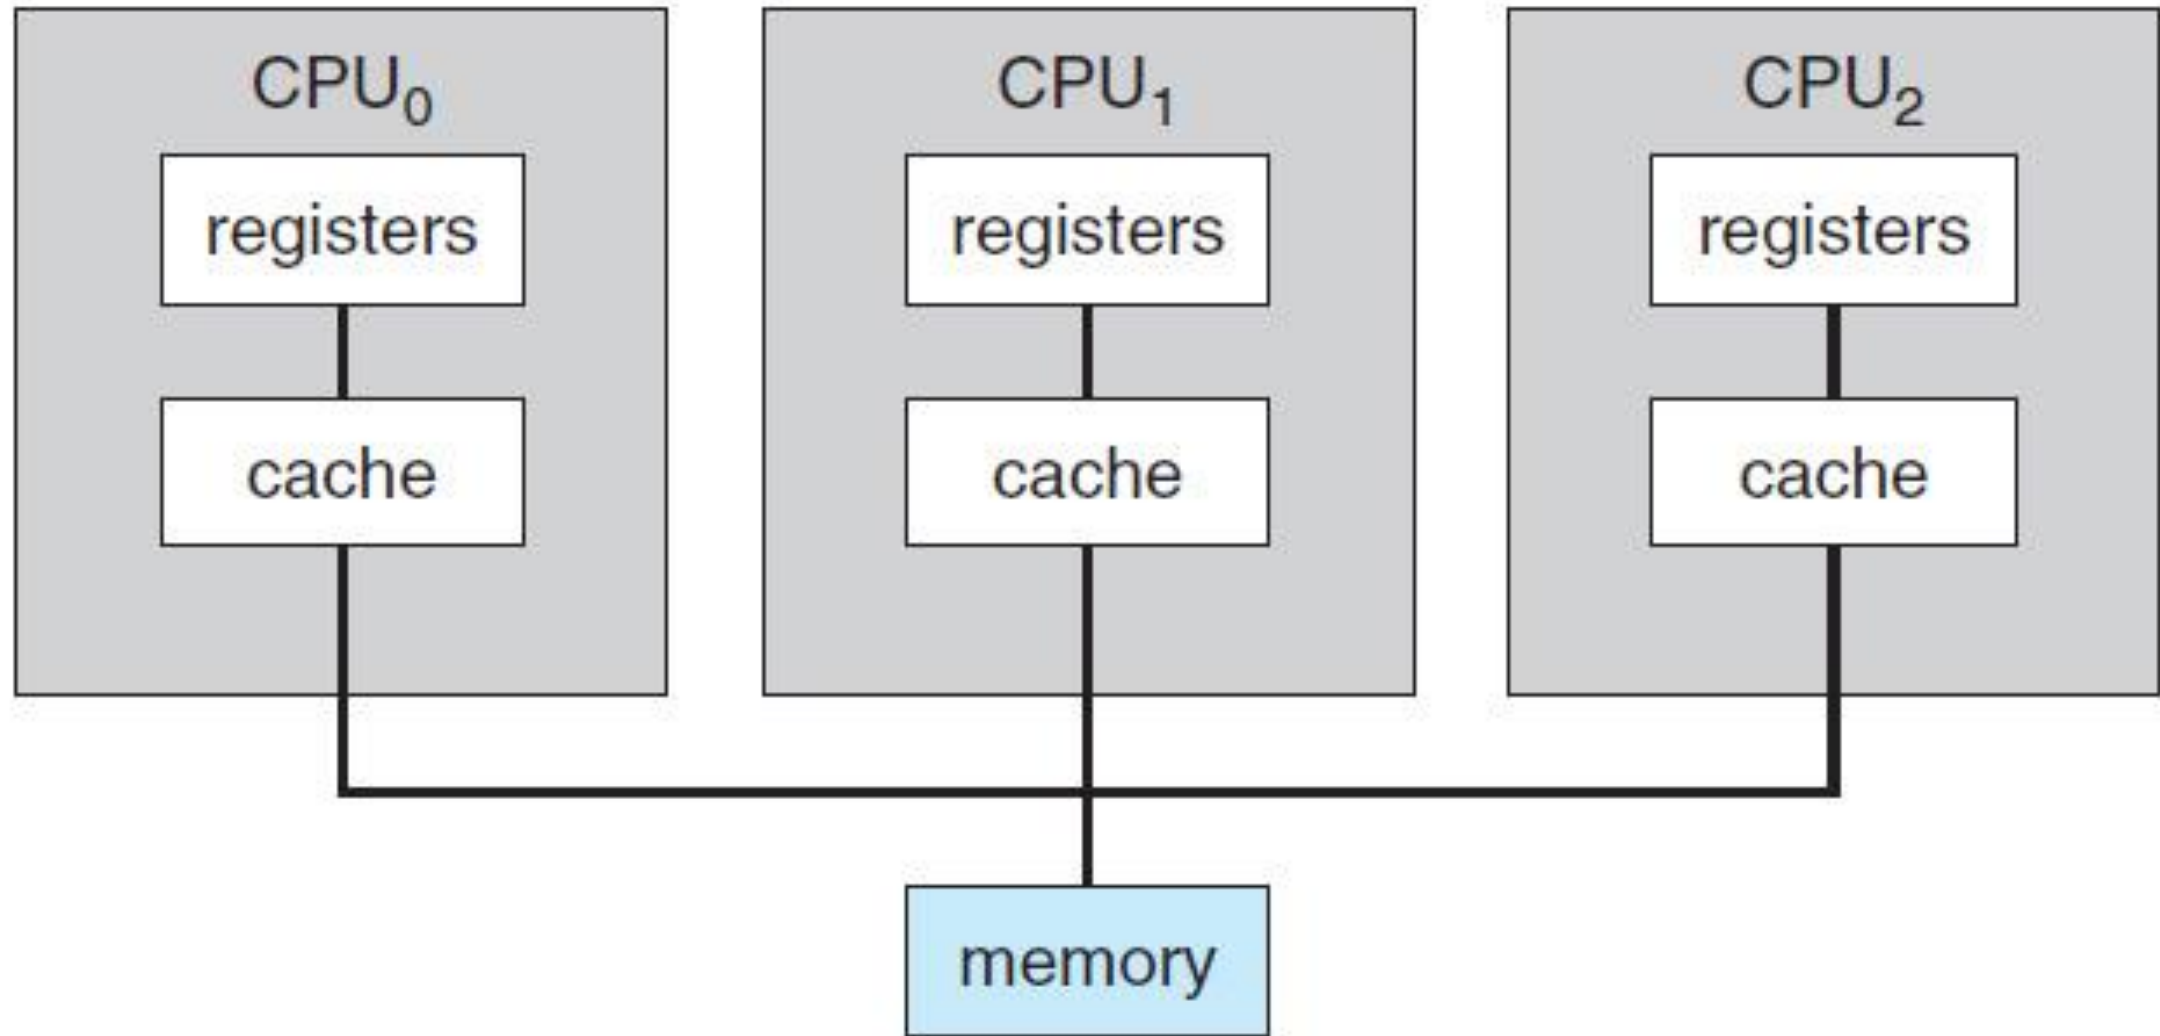 CPU₀
CPU₁
CPU₂
registers
registers
registers
cache
cache
cache
memory